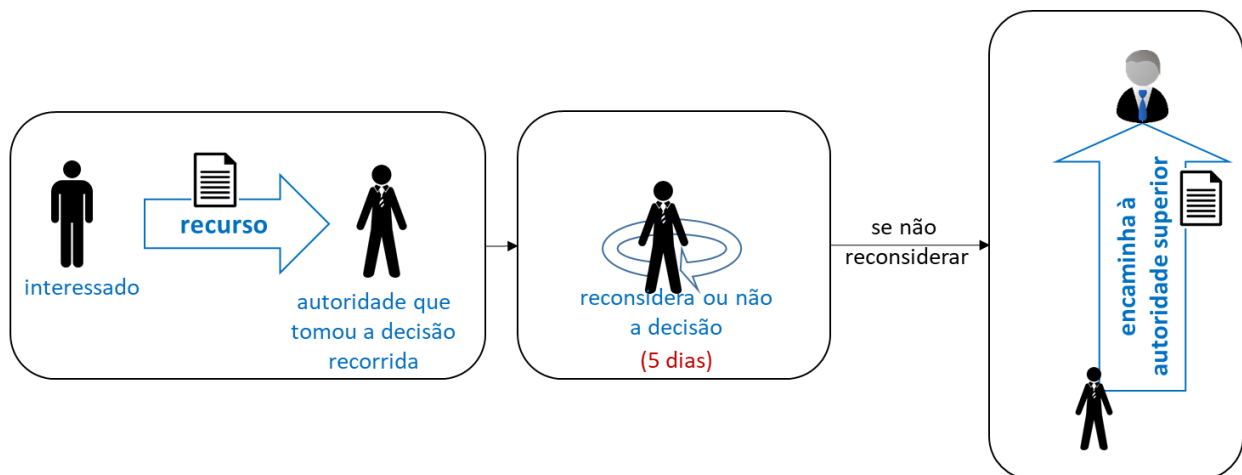 recurso
interessado
autoridade que
tomou a decisão
recorrida
reconsidera ou não
a decisão
(5 dias)
se não
reconsiderar
encaminha à
autoridade superior